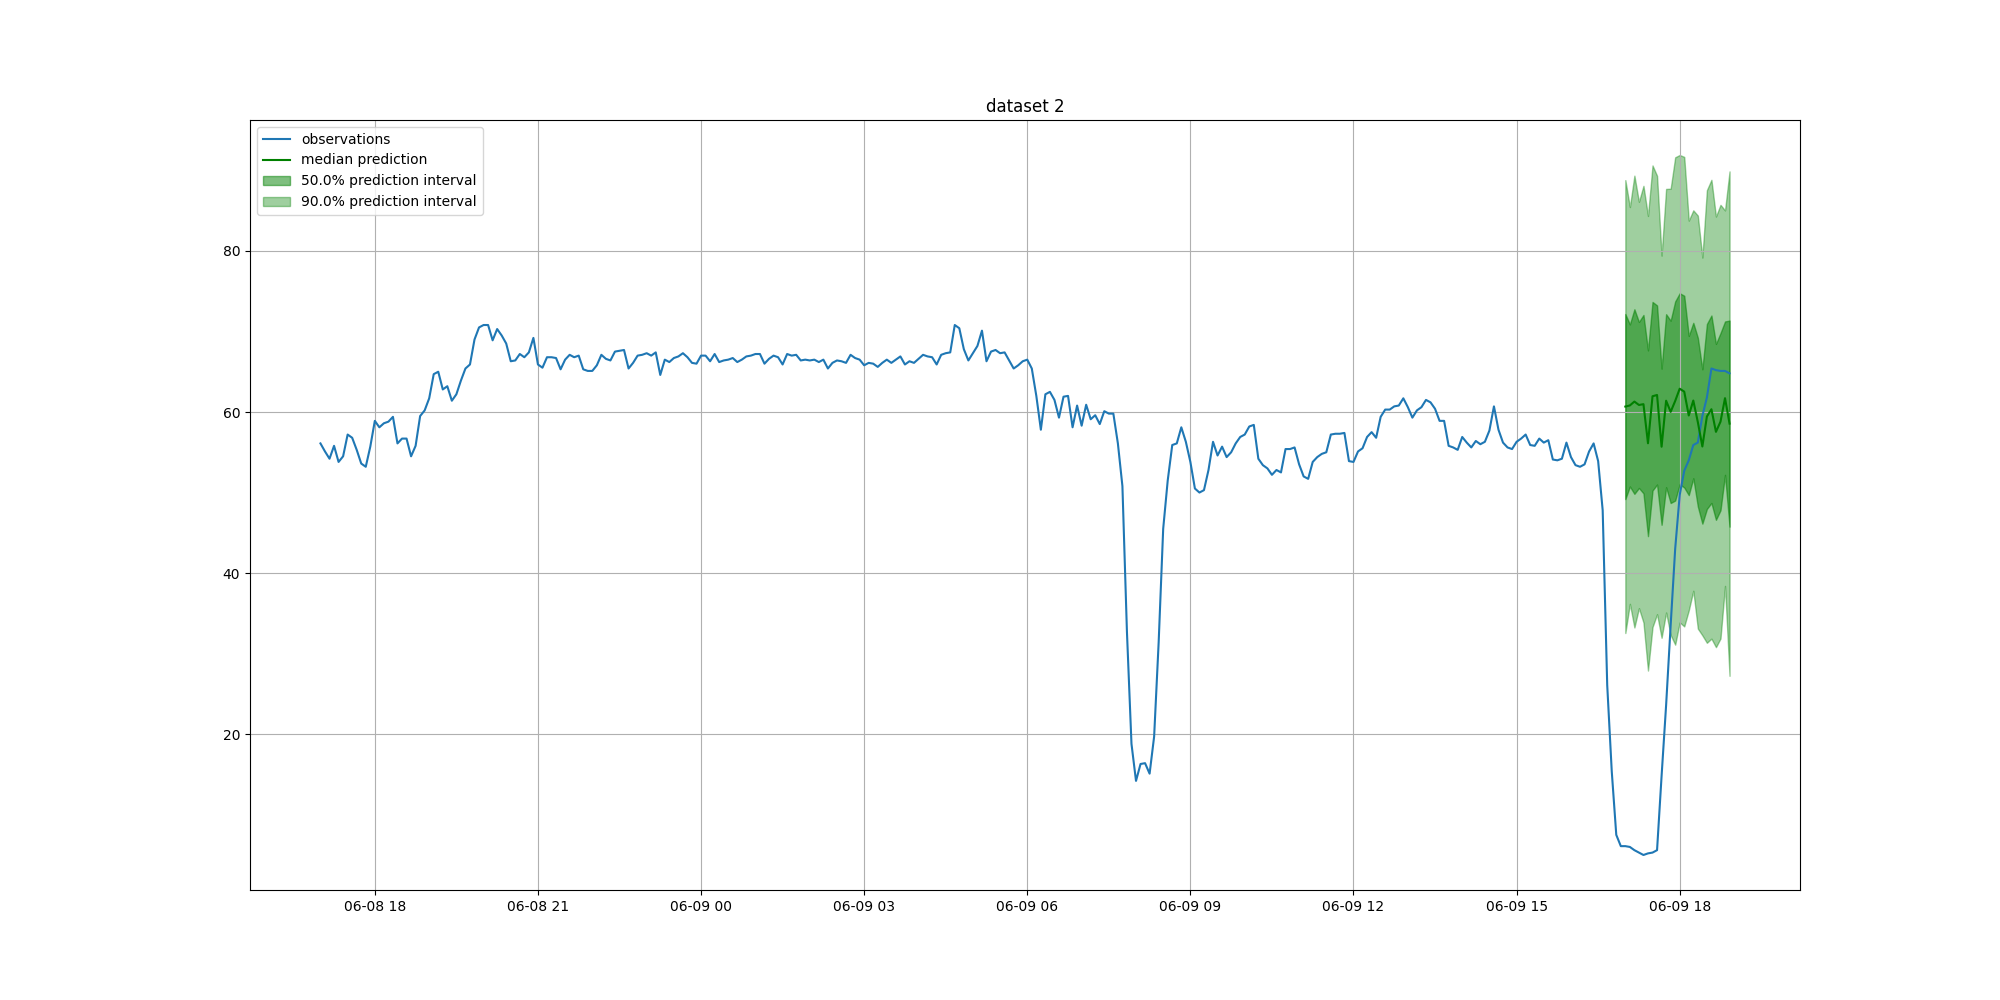 dataset 2
observations
median prediction
50.0% prediction interval
90.0% prediction interval
80
60
40
20
06-08 18
06-08 21
06-09 00
06-09 03
06-09 06
06-09 09
06-09 12
06-09 15
06-09 18